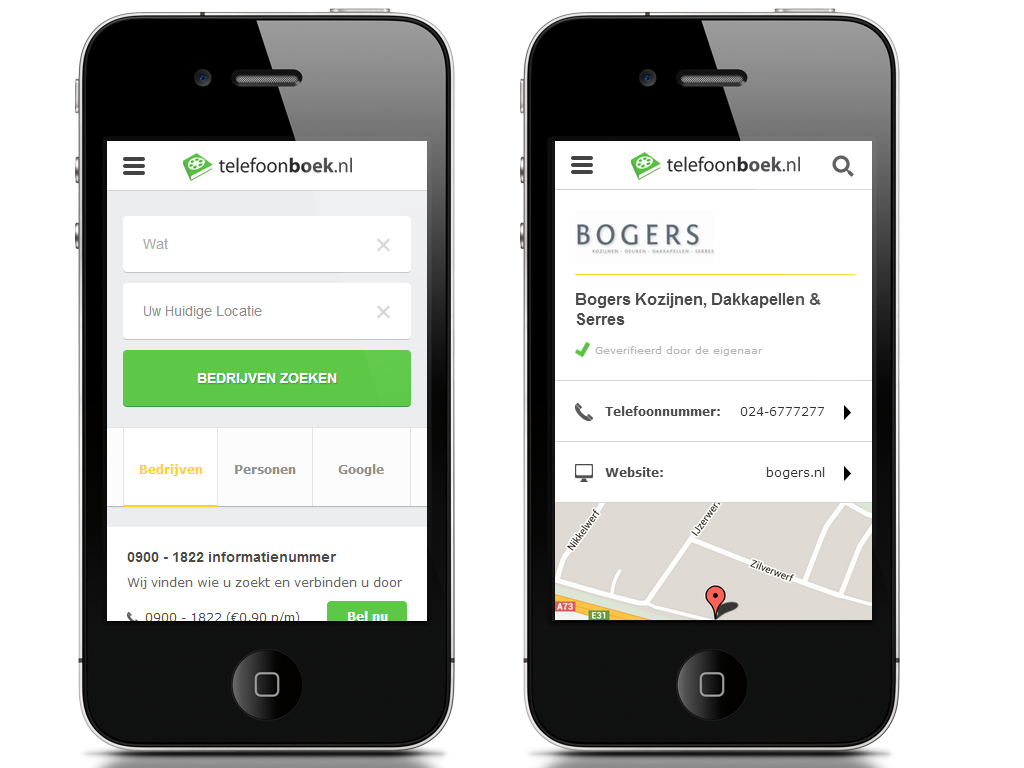 telefoonboek.nl
Wat
Uw Huidige Locatie
BEDRIJVEN ZOEKEN
Bedrijven
Personen
Google
0900 - 1822 informatienummer
Wij vinden wie u zoekt en verbinden u door
0900 - 1822 (€0,90 p/m)
Bel nu
telefoonboek.nl
BOGERS
KOZIJNEN - DEUREN - DAKKAPELLEN - SERRES
Bogers Kozijnen, Dakkapellen &
Serres
Geverifieerd door de eigenaar
Telefoonnummer: 024-6777277
Website: bogers.nl
Nikkelwerf
IJzerwerf
Zilverwerf
A73
E31